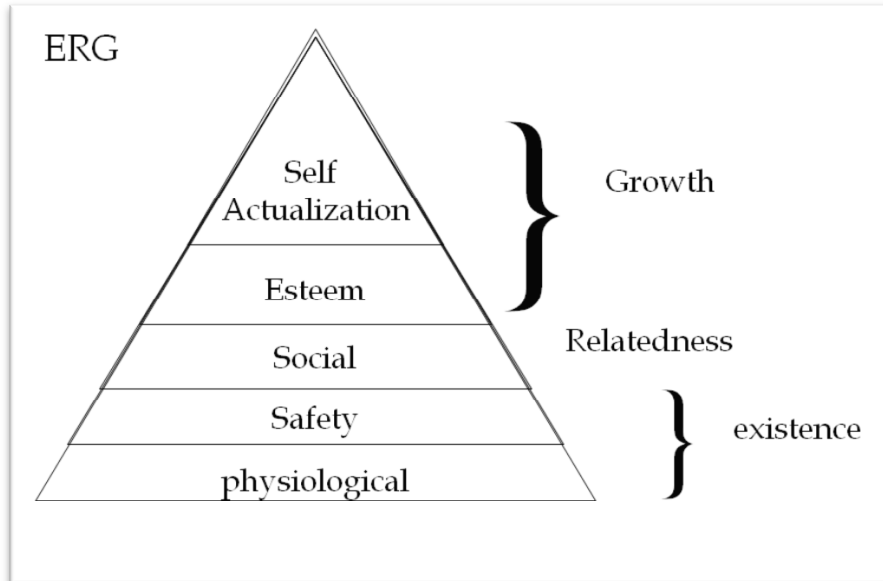 ERG
Self
Actualization
Growth
Esteem
Relatedness
Social
Safety
existence
physiological